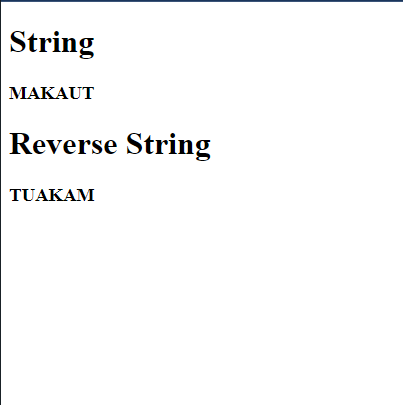 String
MAKAUT
Reverse String
TUAKAM